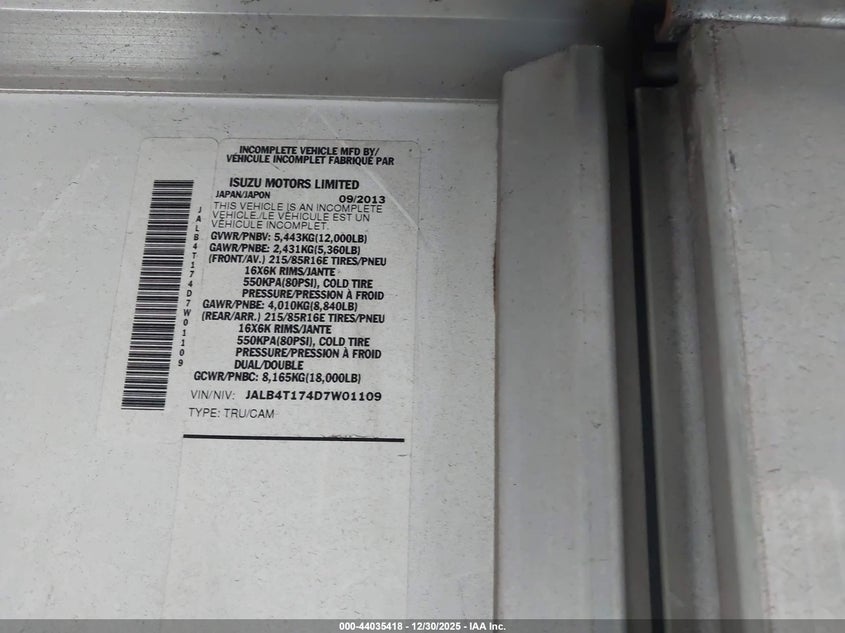 INCOMPLETE VEHICLE MFD BY/
VÉHICULE INCOMPLET FABRIQUÉ PAR
ISUZU MOTORS LIMITED
JAPAN/JAPON 09/2013
THIS VEHICLE IS AN INCOMPLETE
VEHICLE./LE VÉHICULE EST UN
VÉHICULE INCOMPLET.
GVWR/PNBV: 5,443KG(12,000LB)
GAWR/PNBE: 2,431KG(5,360LB)
(FRONT/AV.) 215/85R16E TIRES/PNEU
16X6K RIMS/JANTE
550KPA(80PSI), COLD TIRE
PRESSURE/PRESSION À FROID
GAWR/PNBE: 4,010KG(8,840LB)
(REAR/ARR.) 215/85R16E TIRES/PNEU
16X6K RIMS/JANTE
550KPA(80PSI), COLD TIRE
PRESSURE/PRESSION À FROID
DUAL/DOUBLE
GCWR/PNBC: 8,165KG(18,000LB)
VIN/NIV: JALB4T174D7W01109
TYPE: TRU/CAM
JALB4T174D7W01109
000-44035418 - 12/30/2025 - IAA Inc.